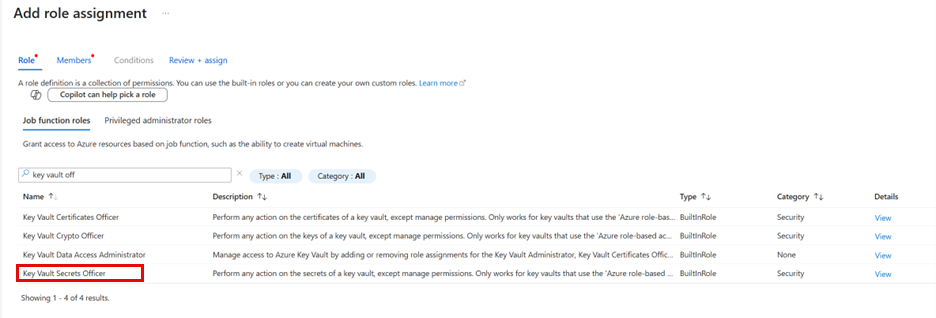 Add role assignment ...
Role Members Conditions Review + assign
A role definition is a collection of permissions. You can use the built-in roles or you can create your own custom roles. Learn more
Copilot can help pick a role
Job function roles Privileged administrator roles
Grant access to Azure resources based on job function, such as the ability to create virtual machines.
key vault off × Type : All Category : All
Name ↑↓ Description ↑↓ Type ↑↓ Category ↑↓ Details
Key Vault Certificates Officer Perform any action on the certificates of a key vault, except manage permissions. Only works for key vaults that use the 'Azure role-bas... BuiltInRole Security View
Key Vault Crypto Officer Perform any action on the keys of a key vault, except manage permissions. Only works for key vaults that use the 'Azure role-based ac... BuiltInRole Security View
Key Vault Data Access Administrator Manage access to Azure Key Vault by adding or removing role assignments for the Key Vault Administrator, Key Vault Certificates Offic... BuiltInRole None View
Key Vault Secrets Officer Perform any action on the secrets of a key vault, except manage permissions. Only works for key vaults that use the 'Azure role-based ... BuiltInRole Security View
Showing 1 - 4 of 4 results.